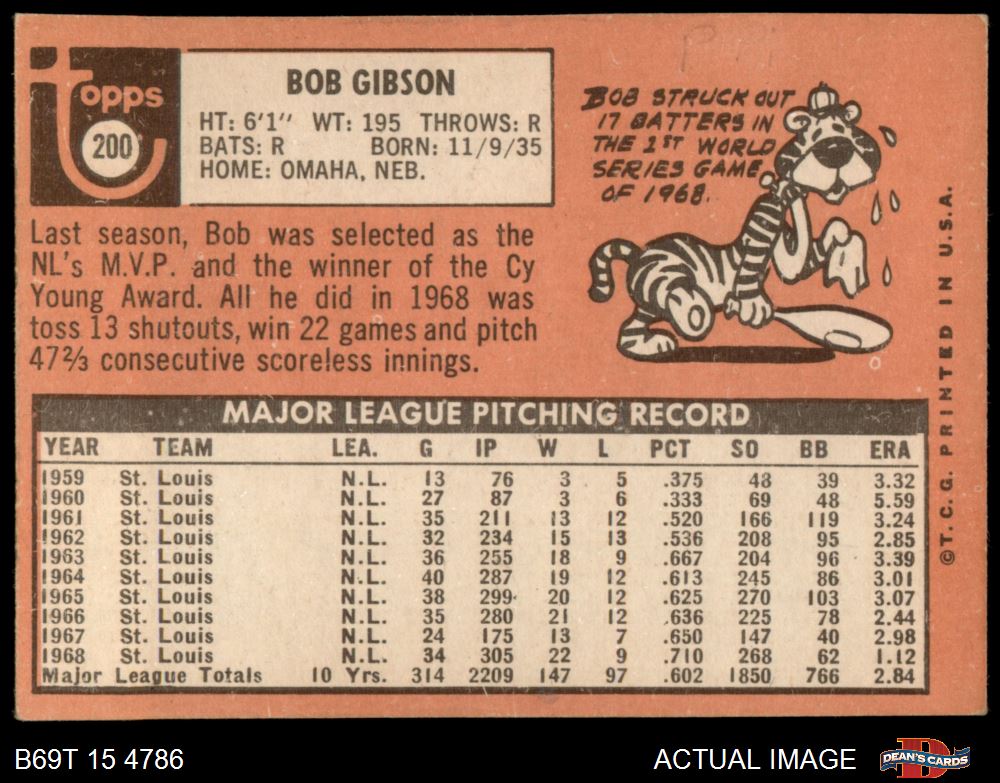 Topps
200
BOB GIBSON
HT: 6'1" WT: 195 THROWS: R
BATS: R BORN: 11/9/35
HOME: OMAHA, NEB.
BOB STRUCK OUT
17 BATTERS IN
THE 1ST WORLD
SERIES GAME
OF 1968.
Last season, Bob was selected as the
NL's M.V.P. and the winner of the Cy
Young Award. All he did in 1968 was
toss 13 shutouts, win 22 games and pitch
47⅔ consecutive scoreless innings.
MAJOR LEAGUE PITCHING RECORD
YEAR TEAM LEA. G IP W L PCT SO BB ERA
1959 St. Louis N.L. 13 76 3 5 .375 48 39 3.32
1960 St. Louis N.L. 27 87 3 6 .333 69 48 5.59
1961 St. Louis N.L. 35 211 13 12 .520 166 119 3.24
1962 St. Louis N.L. 32 234 15 13 .536 208 95 2.85
1963 St. Louis N.L. 36 255 18 9 .667 204 96 3.39
1964 St. Louis N.L. 40 287 19 12 .613 245 86 3.01
1965 St. Louis N.L. 38 299 20 12 .625 270 103 3.07
1966 St. Louis N.L. 35 280 21 12 .636 225 78 2.44
1967 St. Louis N.L. 24 175 13 7 .650 147 40 2.98
1968 St. Louis N.L. 34 305 22 9 .710 268 62 1.12
Major League Totals 10 Yrs. 314 2209 147 97 .602 1850 766 2.84
©T.C.G. PRINTED IN U.S.A.
B69T 15 4786
ACTUAL IMAGE
DEAN'S CARDS